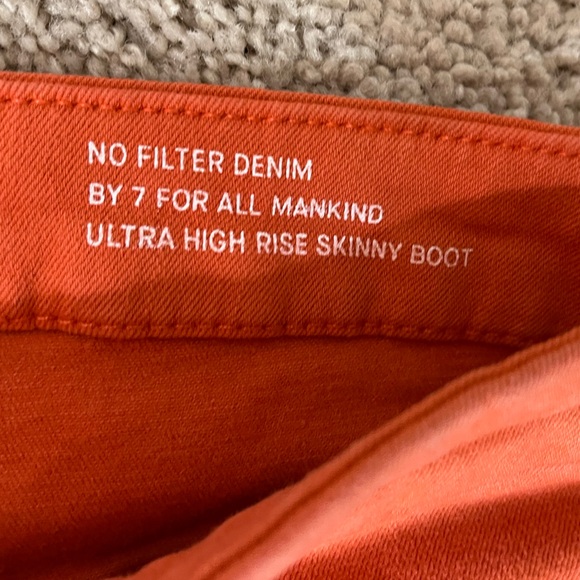 NO FILTER DENIM
BY 7 FOR ALL MANKIND
ULTRA HIGH RISE SKINNY BOOT